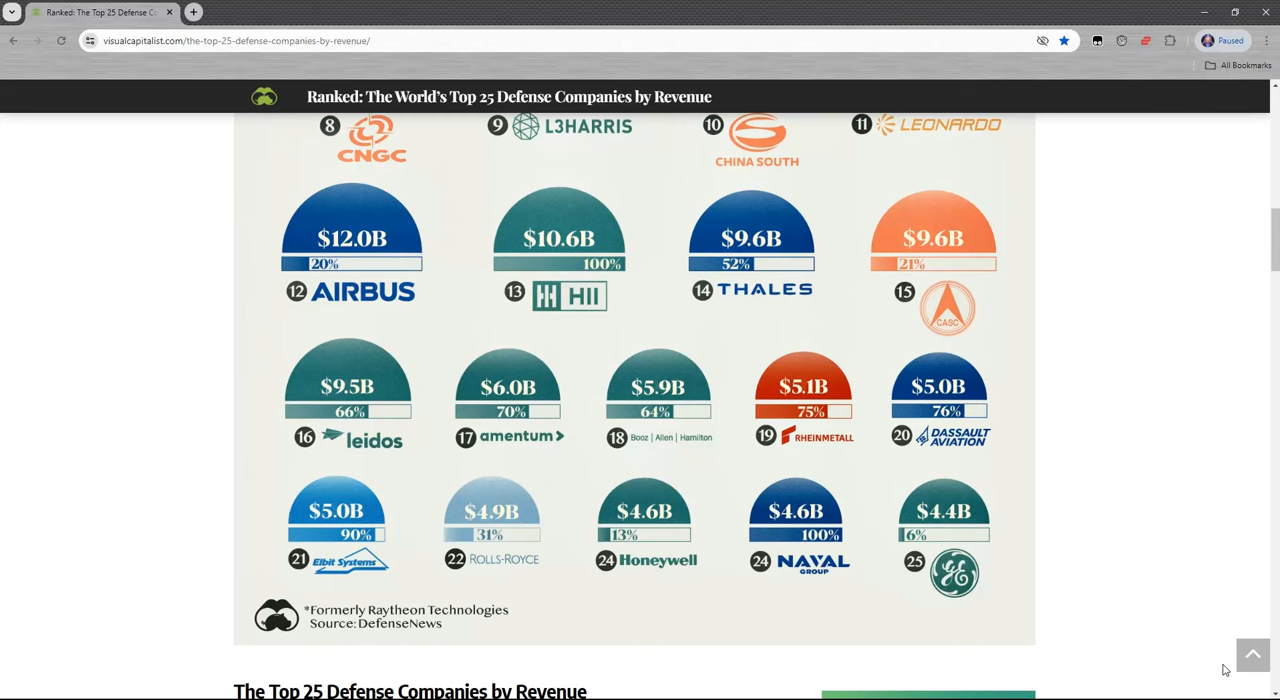 Ranked: The Top 25 Defense C
visualcapitalist.com/the-top-25-defense-companies-by-revenue/
Paused
All Bookmarks
Ranked: The World's Top 25 Defense Companies by Revenue
8 CNGC
9 L3HARRIS
10 CHINA SOUTH
11 LEONARDO
$12.0B
20%
12 AIRBUS
$10.6B
100%
13 HII
$9.6B
52%
14 THALES
$9.6B
21%
15 CASC
$9.5B
66%
16 leidos
$6.0B
70%
17 amentum
$5.9B
64%
18 Booz | Allen | Hamilton
$5.1B
75%
19 RHEINMETALL
$5.0B
76%
20 DASSAULT
AVIATION
$5.0B
90%
21 Elbit Systems
$4.9B
31%
22 ROLLS-ROYCE
$4.6B
13%
24 Honeywell
$4.6B
100%
24 NAVAL
GROUP
$4.4B
6%
25 GE
*Formerly Raytheon Technologies
Source: DefenseNews
The Top 25 Defense Companies by Revenue